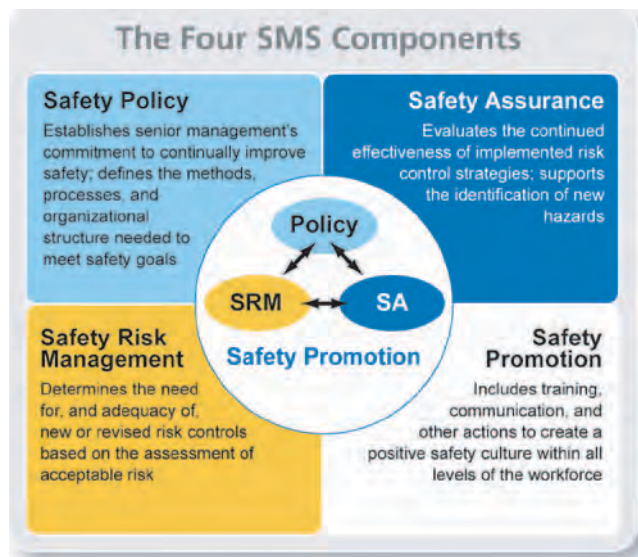 The Four SMS Components
Safety Policy
Establishes senior management's
commitment to continually improve
safety; defines the methods,
processes, and
organizational
structure needed to
meet safety goals
Safety Assurance
Evaluates the continued
effectiveness of implemented risk
control strategies; supports
the identification of new
hazards
Policy
SRM
SA
Safety Promotion
Safety Risk
Management
Determines the need
for, and adequacy of,
new or revised risk controls
based on the assessment of
acceptable risk
Safety
Promotion
Includes training,
communication, and
other actions to create a
positive safety culture within all
levels of the workforce